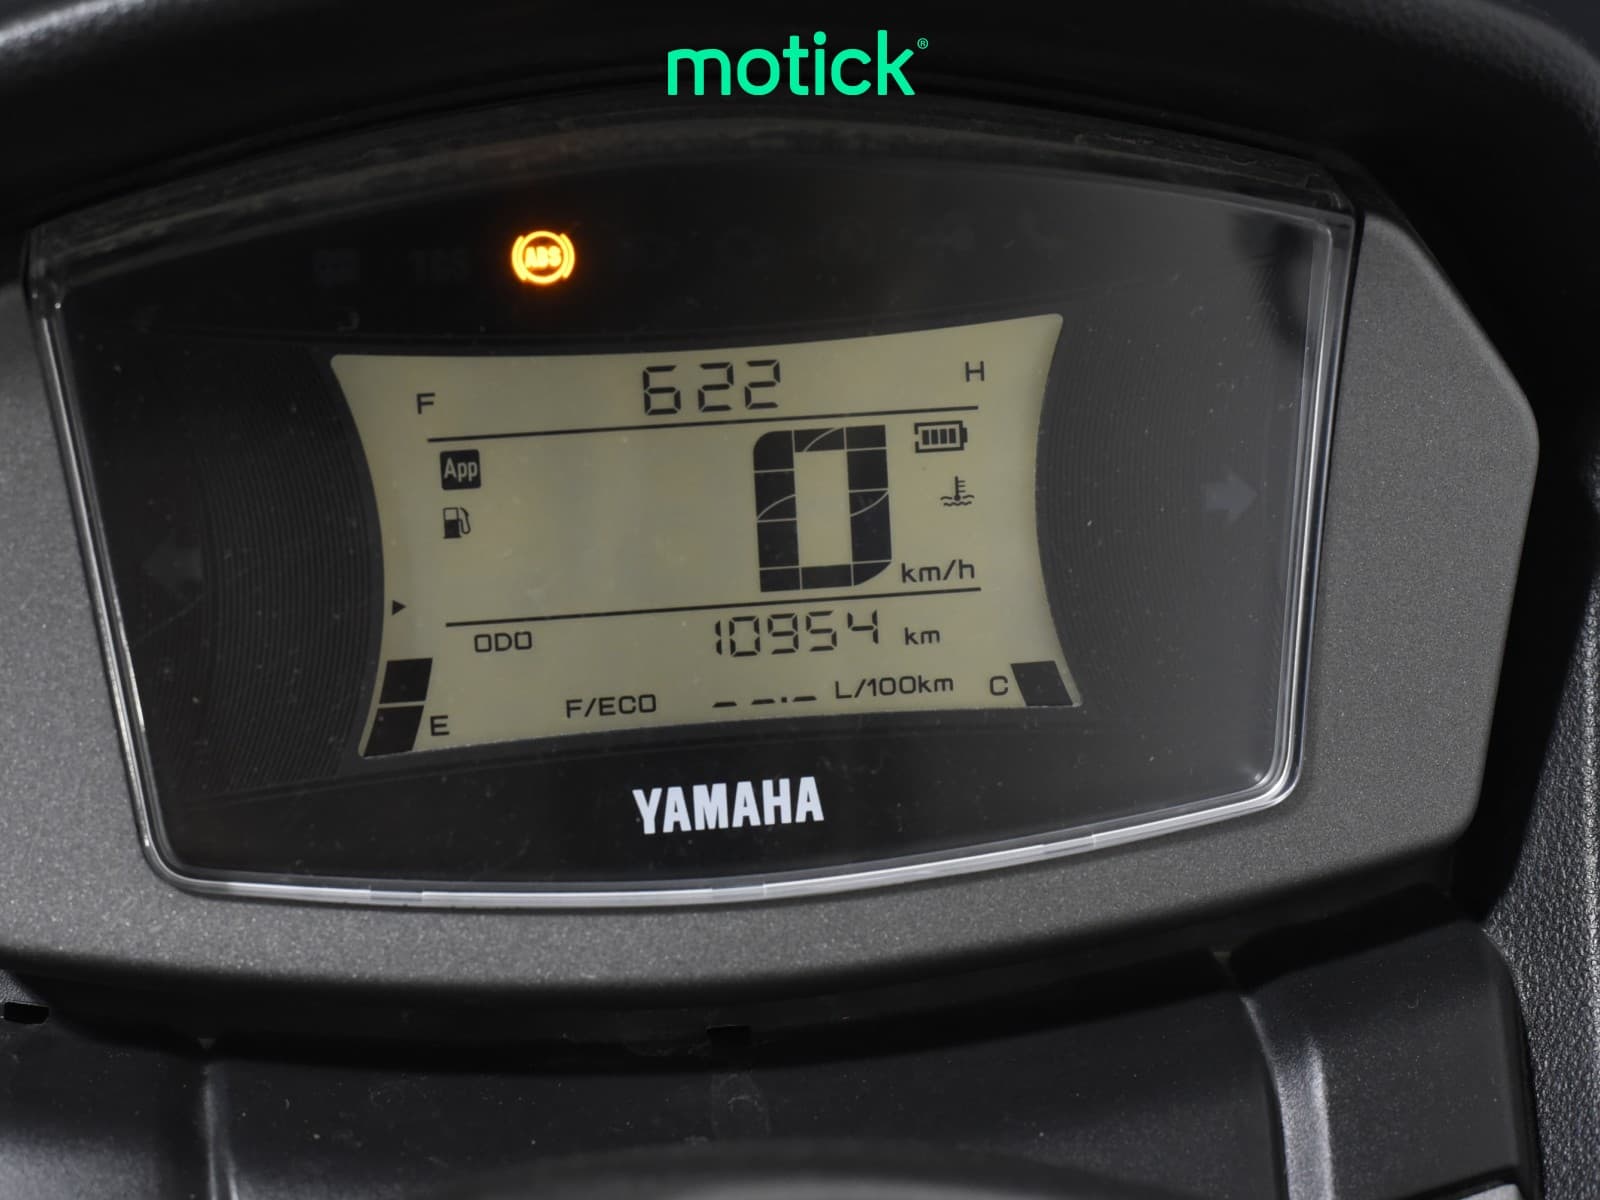 motick®
ABS
F 622 H
App
0 km/h
ODO 10954 km
E F/ECO --.- L/100km C
YAMAHA